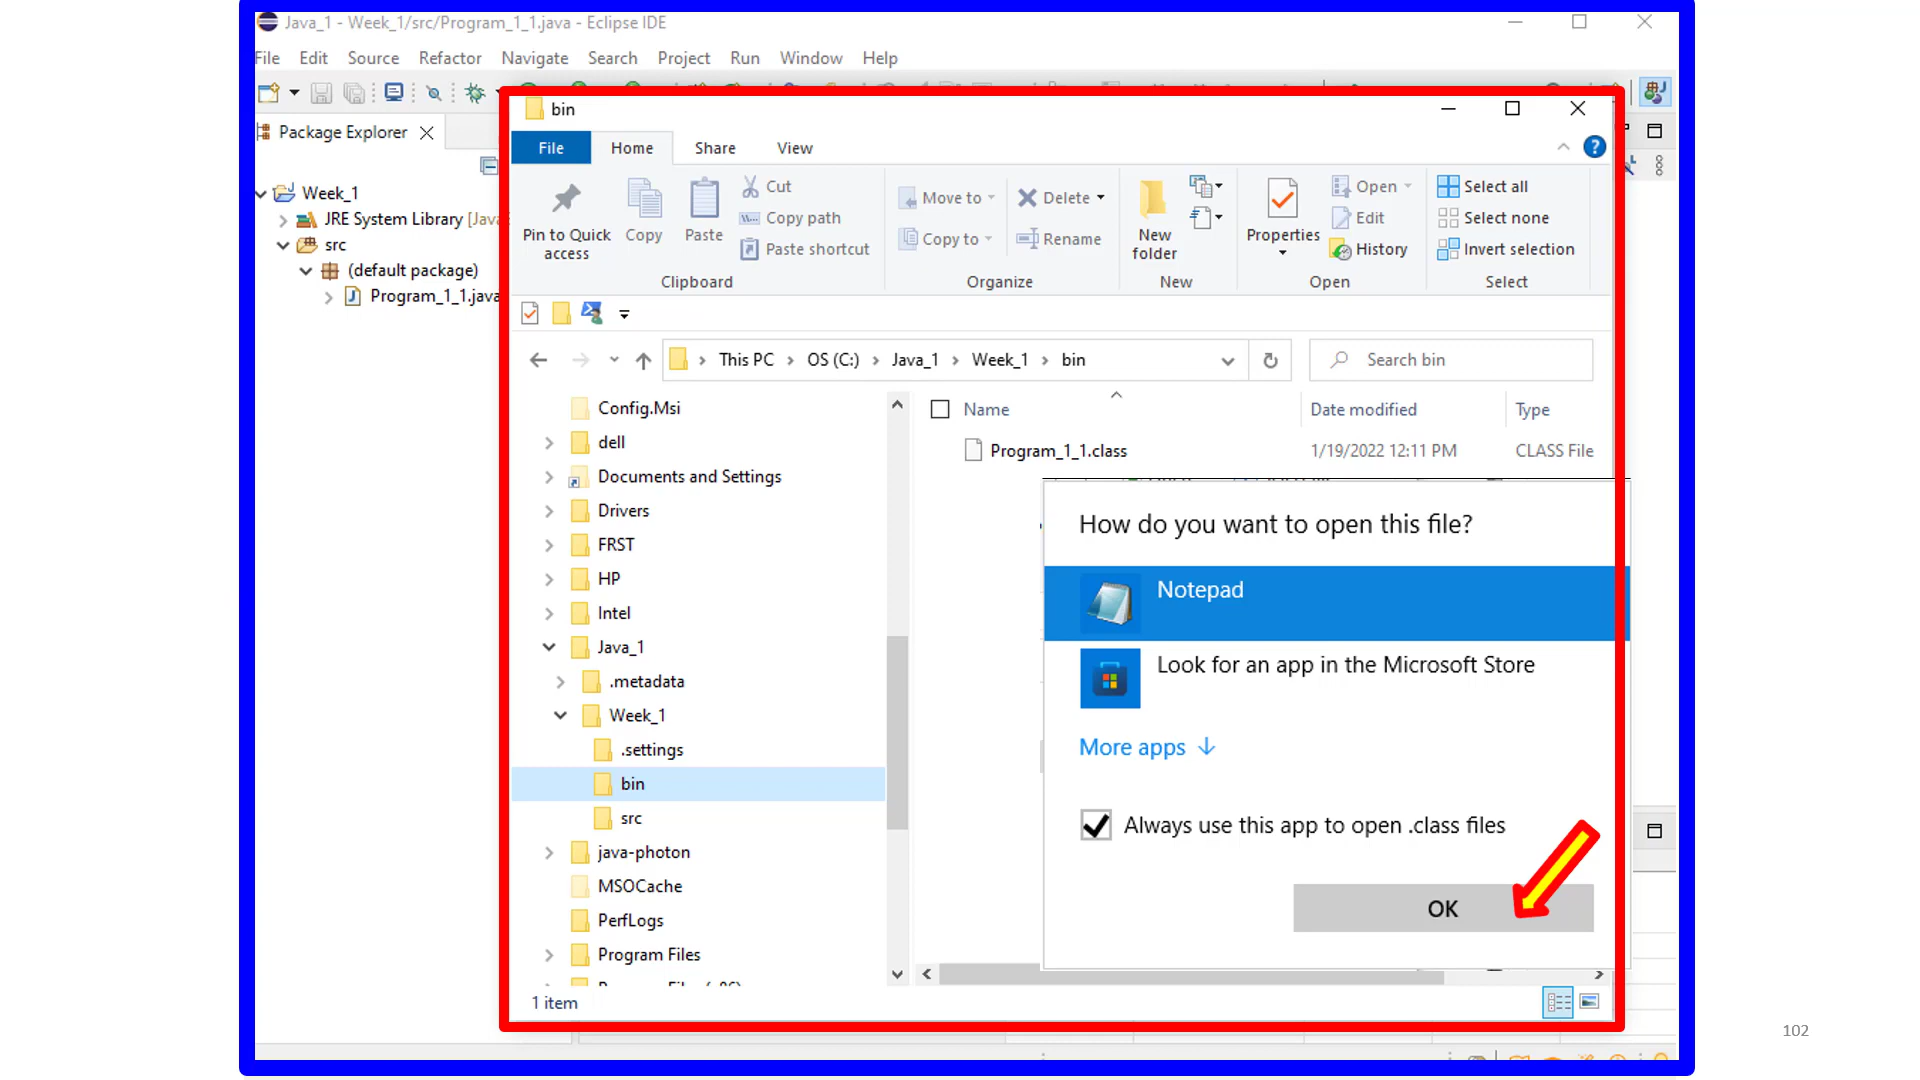 Java_1 - Week_1/src/Program_1_1.java - Eclipse IDE
File Edit Source Refactor Navigate Search Project Run Window Help
Package Explorer
Week_1
JRE System Library [Java
src
(default package)
Program_1_1.java
bin
File Home Share View
Pin to Quick access
Copy
Paste
Cut
Copy path
Paste shortcut
Clipboard
Move to
Copy to
Delete
Rename
Organize
New folder
New
Properties
Open
Edit
History
Open
Select all
Select none
Invert selection
Select
This PC > OS (C:) > Java_1 > Week_1 > bin
Search bin
Config.Msi
dell
Documents and Settings
Drivers
FRST
HP
Intel
Java_1
.metadata
Week_1
.settings
bin
src
java-photon
MSOCache
PerfLogs
Program Files
Name Date modified Type
Program_1_1.class 1/19/2022 12:11 PM CLASS File
How do you want to open this file?
Notepad
Look for an app in the Microsoft Store
More apps
Always use this app to open .class files
OK
1 item
102